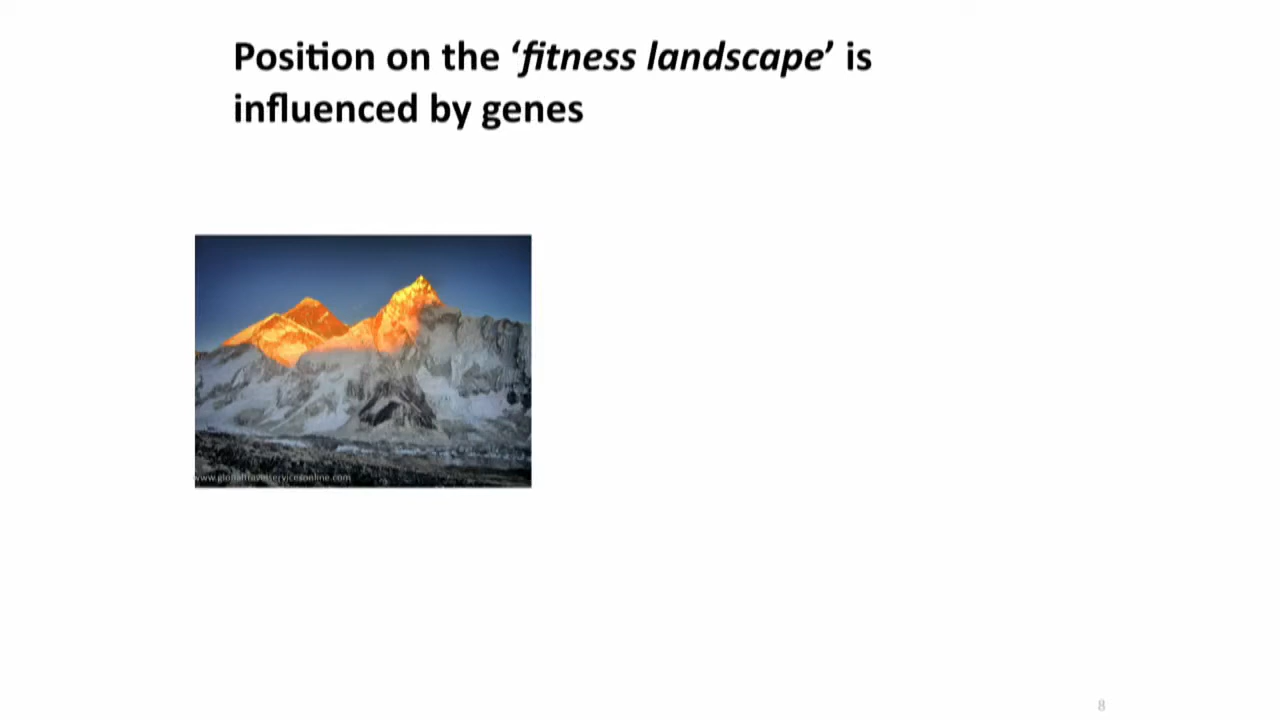 Position on the ‘fitness landscape’ is
influenced by genes
8